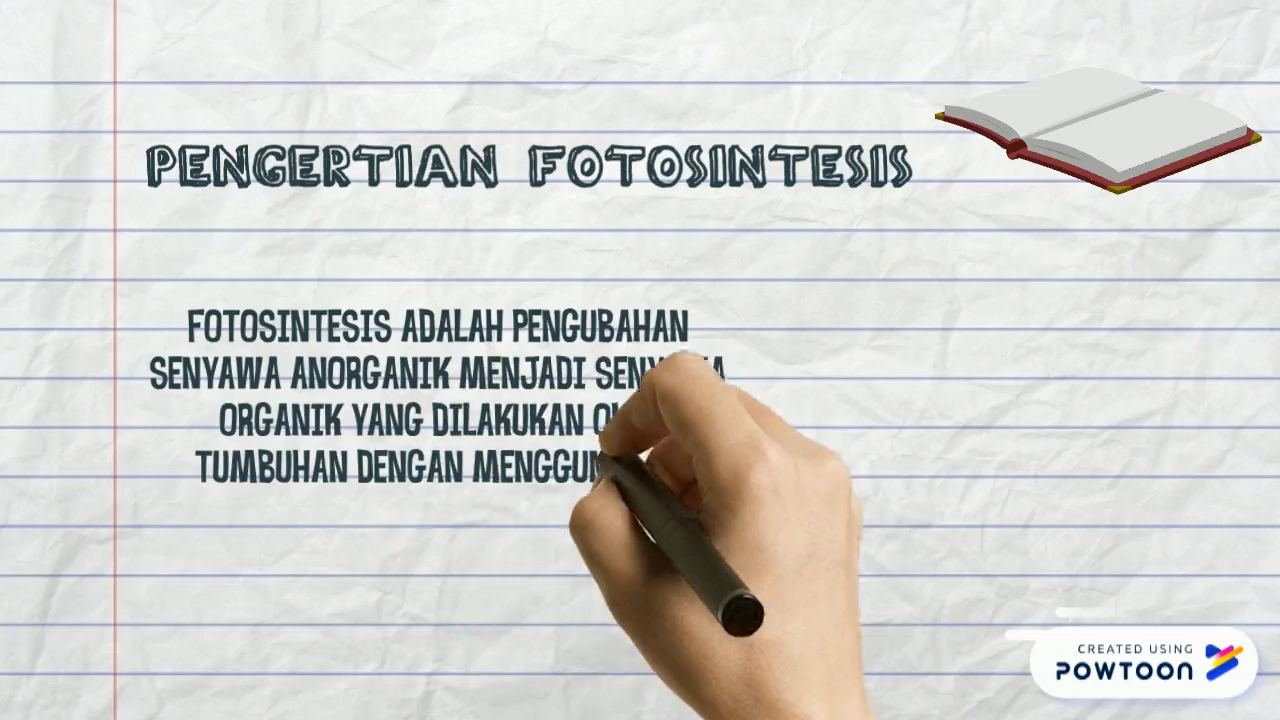 PENGERTIAN FOTOSINTESIS
FOTOSINTESIS ADALAH PENGUBAHAN
SENYAWA ANORGANIK MENJADI
ORGANIK YANG DILAKUKAN
TUMBUHAN DENGAN
CREATED USING
POWTOON